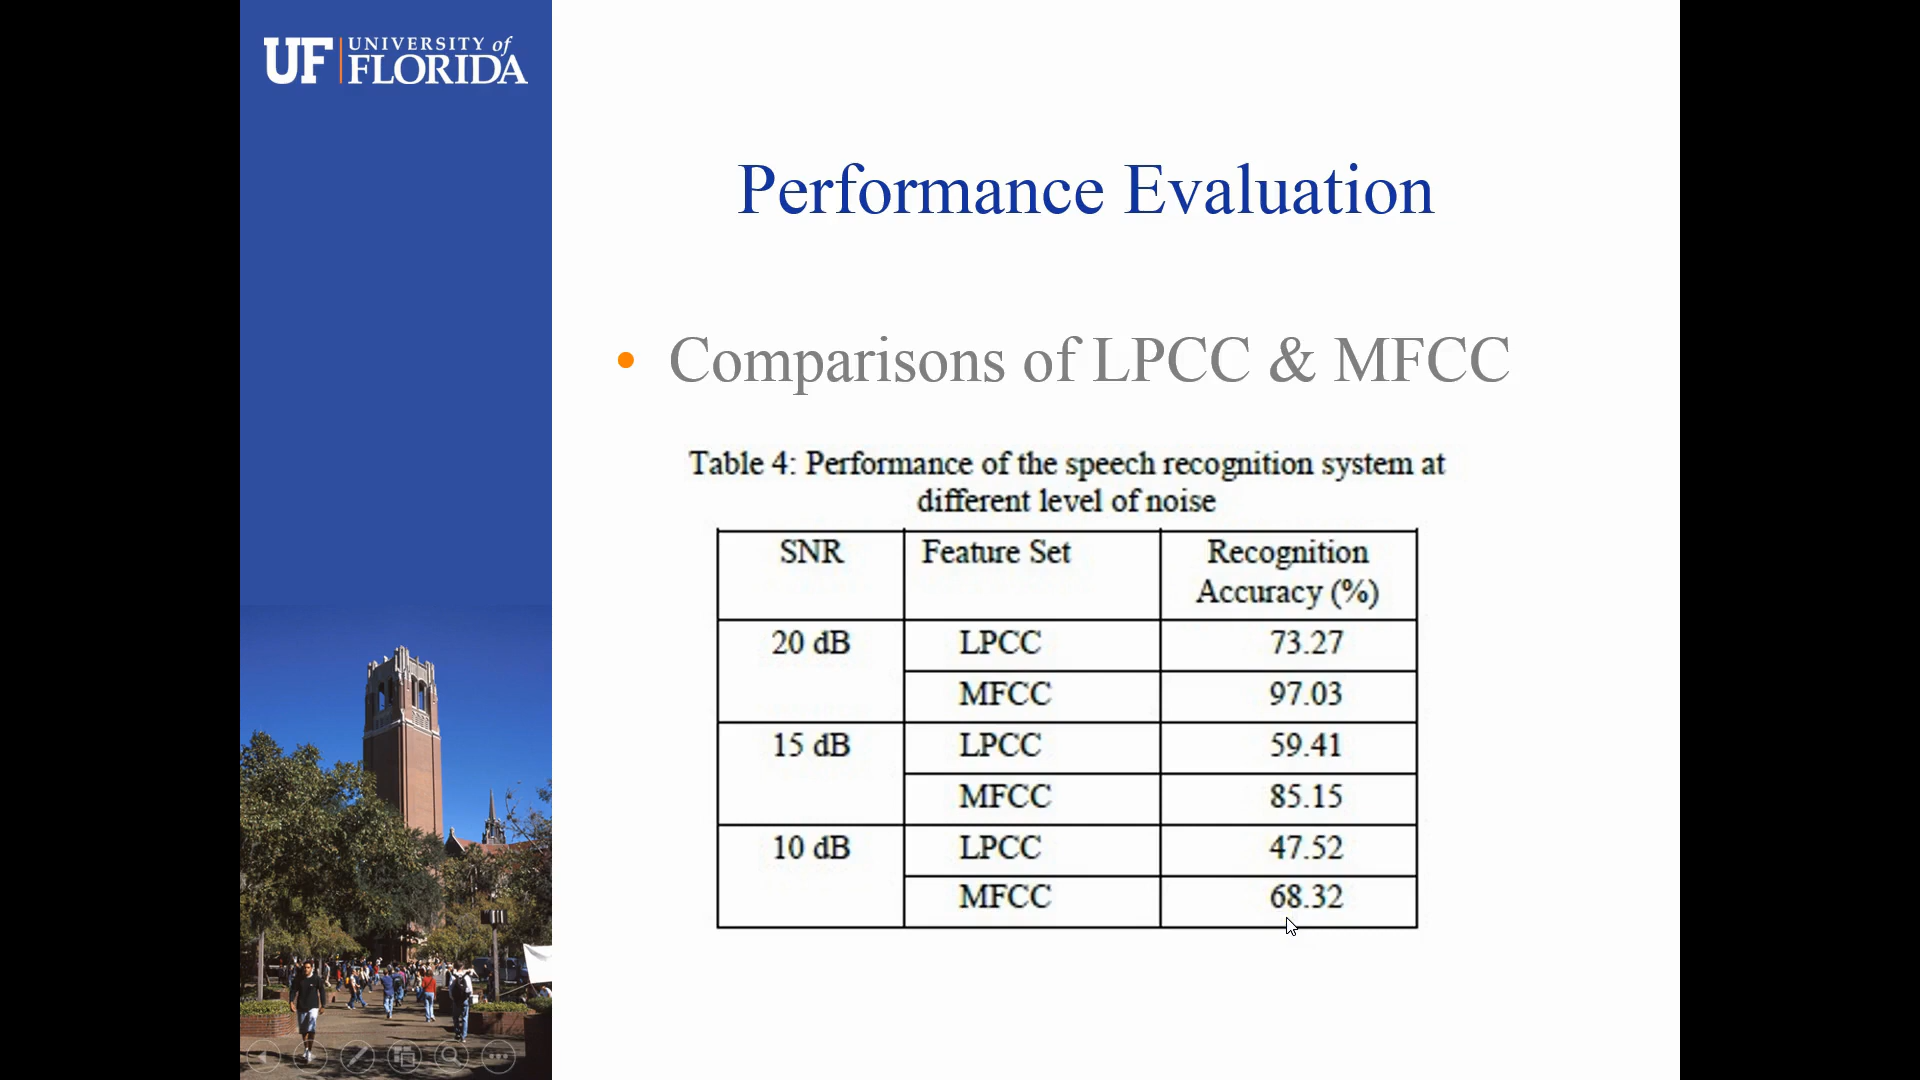 UF UNIVERSITY of
FLORIDA
Performance Evaluation
• Comparisons of LPCC & MFCC
Table 4: Performance of the speech recognition system at
different level of noise
SNR Feature Set Recognition
Accuracy (%)
20 dB LPCC 73.27
MFCC 97.03
15 dB LPCC 59.41
MFCC 85.15
10 dB LPCC 47.52
MFCC 68.32